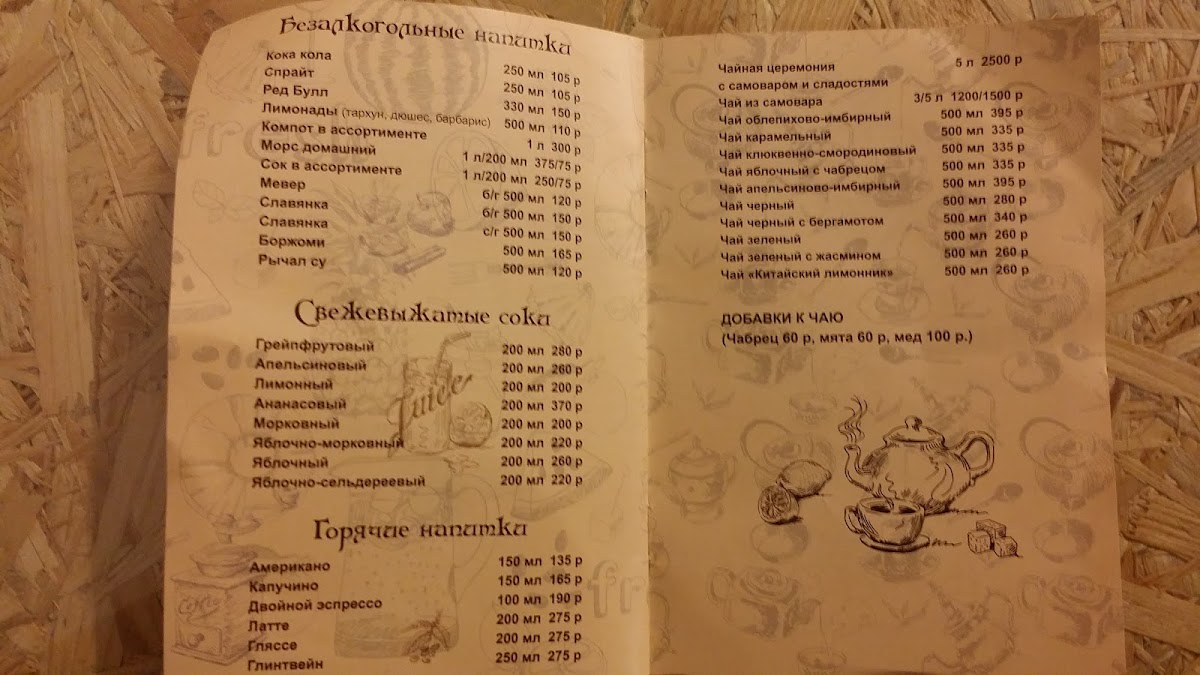 Безалкогольные напитки
Кока кола 250 мл 105 р
Спрайт 250 мл 105 р
Ред Булл 330 мл 150 р
Лимонады (тархун, дюшес, барбарис) 500 мл 110 р
Компот в ассортименте 1 л 300 р
Морс домашний 1 л/200 мл 375/75 р
Сок в ассортименте 1 л/200 мл 250/75 р
Мевер б/г 500 мл 120 р
Славянка б/г 500 мл 150 р
Славянка с/г 500 мл 150 р
Боржоми 500 мл 165 р
Рычал су 500 мл 120 р
Свежевыжатые соки
Грейпфрутовый 200 мл 280 р
Апельсиновый 200 мл 260 р
Лимонный 200 мл 200 р
Ананасовый 200 мл 370 р
Морковный 200 мл 200 р
Яблочно-морковный 200 мл 220 р
Яблочный 200 мл 260 р
Яблочно-сельдереевый 200 мл 220 р
Juice
Горячие напитки
Американо 150 мл 135 р
Капучино 150 мл 165 р
Двойной эспрессо 100 мл 190 р
Латте 200 мл 275 р
Гляссе 200 мл 275 р
Глинтвейн 250 мл 275 р
Чайная церемония 5 л 2500 р
с самоваром и сладостями
Чай из самовара 3/5 л 1200/1500 р
Чай облепихово-имбирный 500 мл 395 р
Чай карамельный 500 мл 335 р
Чай клюквенно-смородиновый 500 мл 335 р
Чай яблочный с чабрецом 500 мл 335 р
Чай апельсиново-имбирный 500 мл 395 р
Чай черный 500 мл 280 р
Чай черный с бергамотом 500 мл 340 р
Чай зеленый 500 мл 260 р
Чай зеленый с жасмином 500 мл 260 р
Чай «Китайский лимонник» 500 мл 260 р
ДОБАВКИ К ЧАЮ
(Чабрец 60 р, мята 60 р, мед 100 р.)